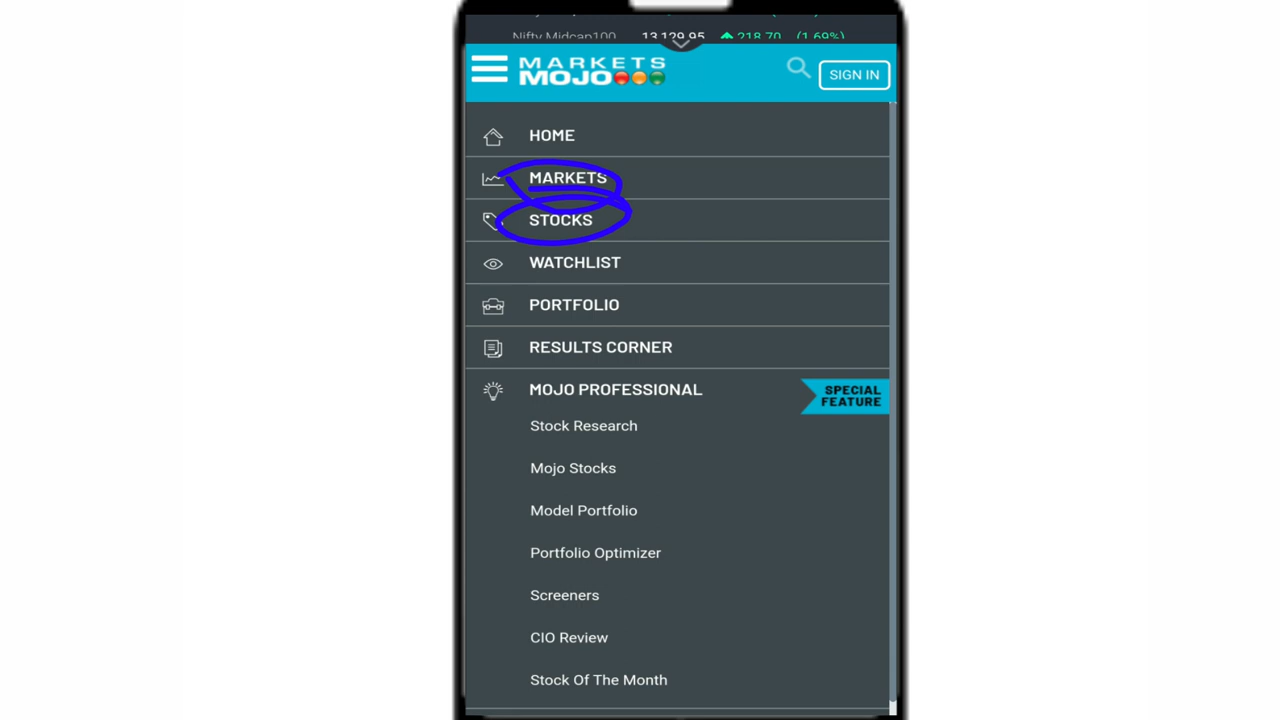 Nifty Midcap100 13,129.95 218.70 (1.69%)
MARKETS
MOJO
SIGN IN
HOME
MARKETS
STOCKS
WATCHLIST
PORTFOLIO
RESULTS CORNER
MOJO PROFESSIONAL
SPECIAL
FEATURE
Stock Research
Mojo Stocks
Model Portfolio
Portfolio Optimizer
Screeners
CIO Review
Stock Of The Month